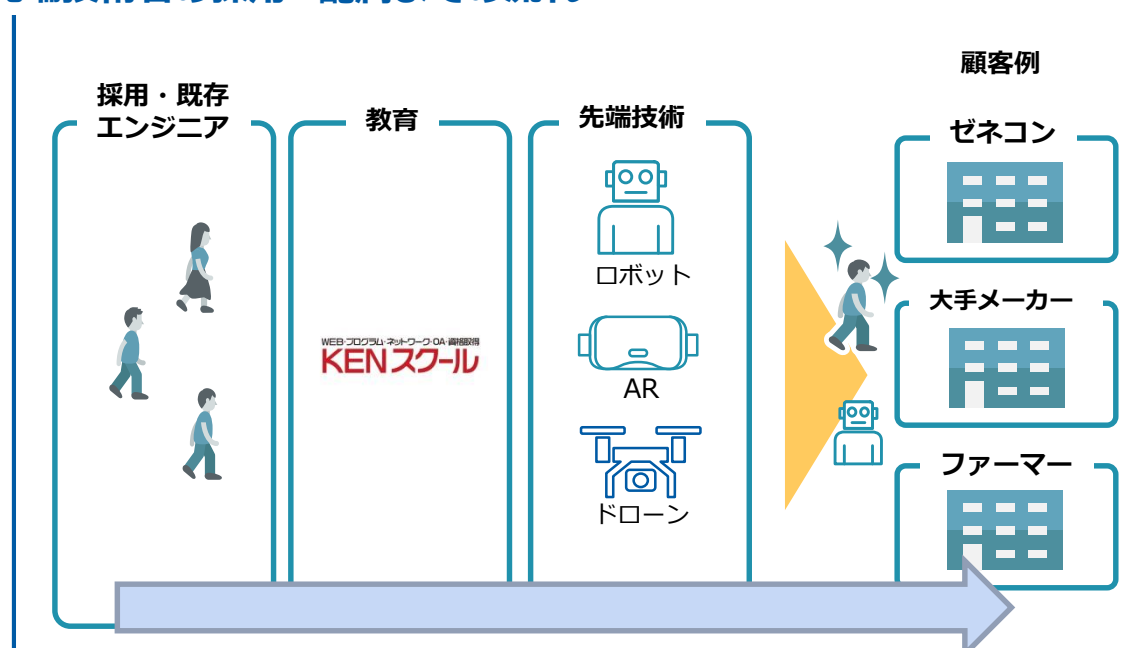 顧客例
採用・既存
エンジニア
教育
先端技術
ゼネコン
ロボット
WEB・プログラム・ネットワーク・OA・資格取得
KENスクール
大手メーカー
AR
ファーマー
ドローン